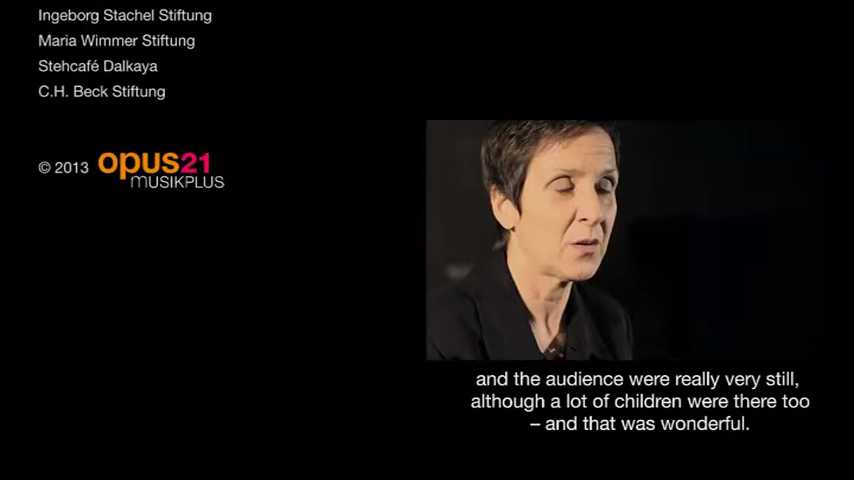 Ingeborg Stachel Stiftung
Maria Wimmer Stiftung
Stehcafé Dalkaya
C.H. Beck Stiftung
© 2013 opus21
MUSIKPLUS
and the audience were really very still,
although a lot of children were there too
– and that was wonderful.